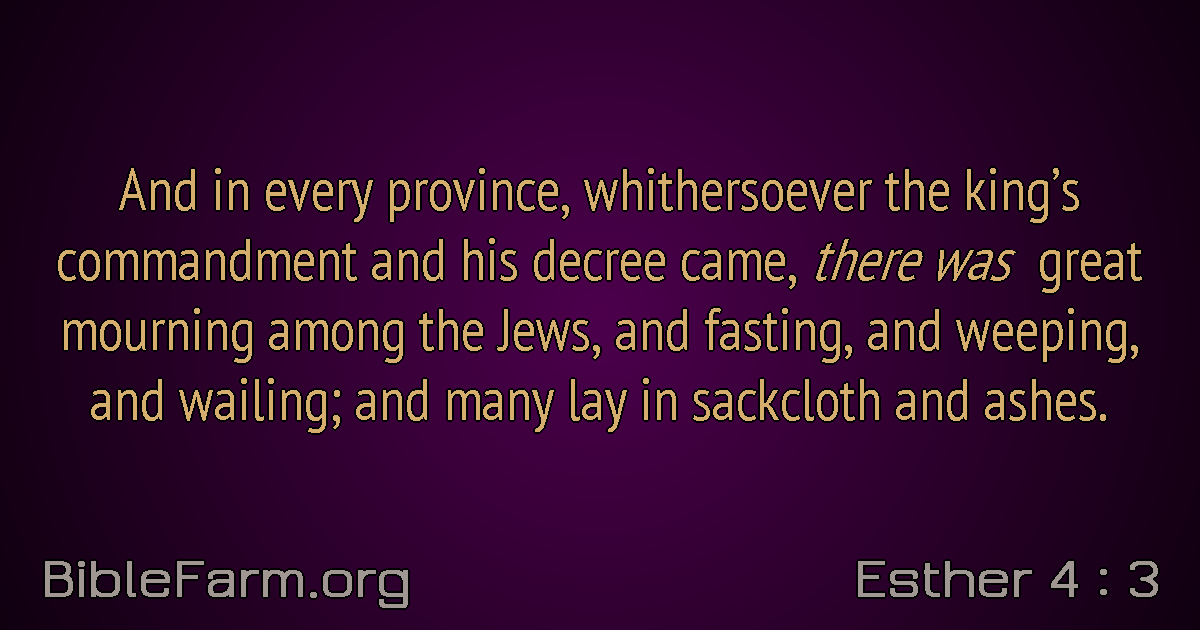 And in every province, whithersoever the king’s
commandment and his decree came, there was great
mourning among the Jews, and fasting, and weeping,
and wailing; and many lay in sackcloth and ashes.
BibleFarm.org
Esther 4 : 3